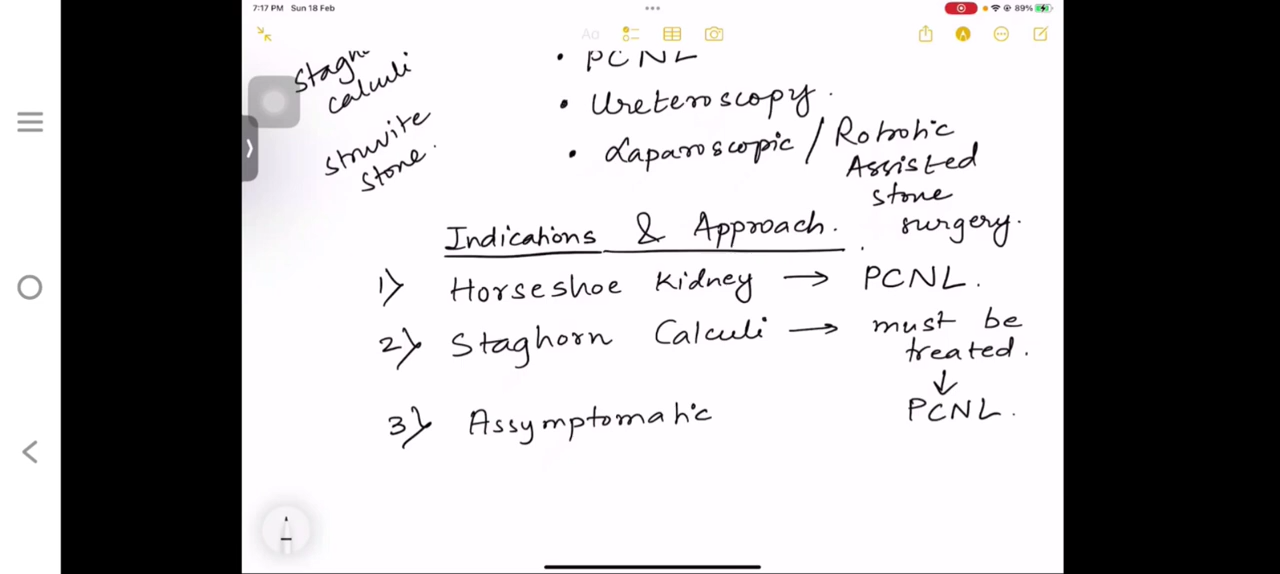 7:17 PM Sun 18 Feb
89%
Aa
calculi
struvite
stone.
• PCNL
• Ureteroscopy.
• Laparoscopic / Robotic
Assisted
stone
surgery.
Indications & Approach.
1) Horseshoe Kidney → PCNL.
2) Staghorn Calculi → must be
treated.
↓
PCNL.
3) Assymptomatic